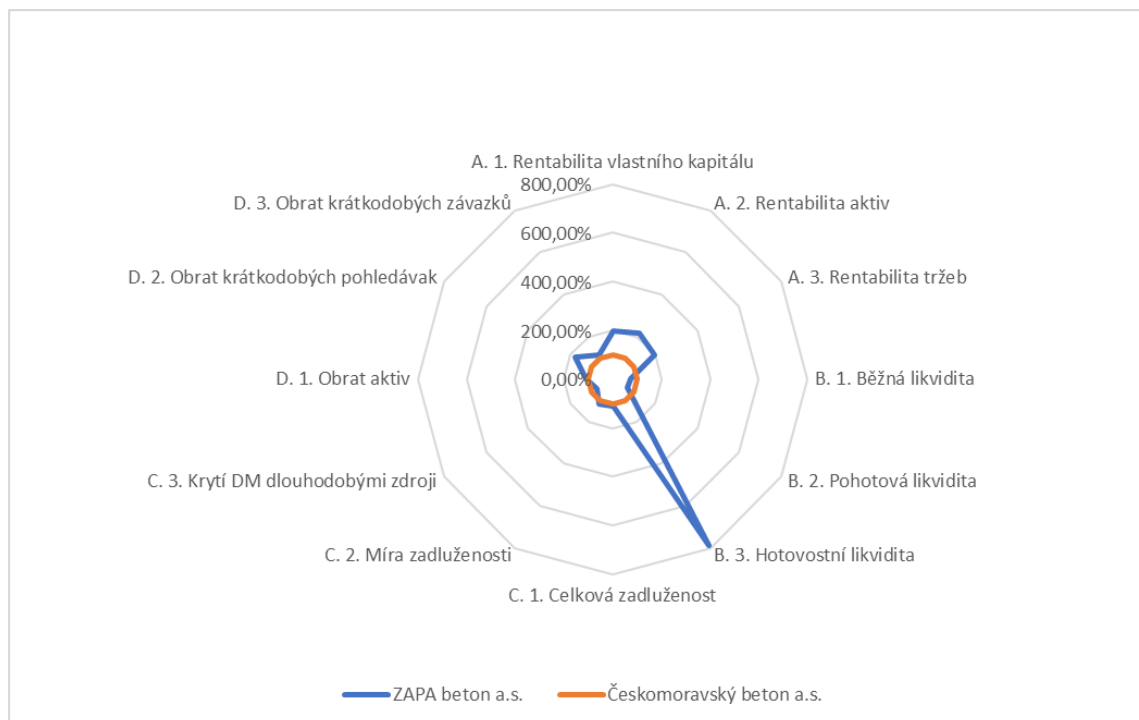 A. 1. Rentabilita vlastního kapitálu
800,00%
D. 3. Obrat krátkodobých závazků
A. 2. Rentabilita aktiv
600,00%
D. 2. Obrat krátkodobých pohledávak
400,00%
A. 3. Rentabilita tržeb
200,00%
D. 1. Obrat aktiv
0,00%
B. 1. Běžná likvidita
C. 3. Krytí DM dlouhodobými zdroji
B. 2. Pohotová likvidita
C. 2. Míra zadluženosti
B. 3. Hotovostní likvidita
C. 1. Celková zadluženost
ZAPA beton a.s.
Českomoravský beton a.s.